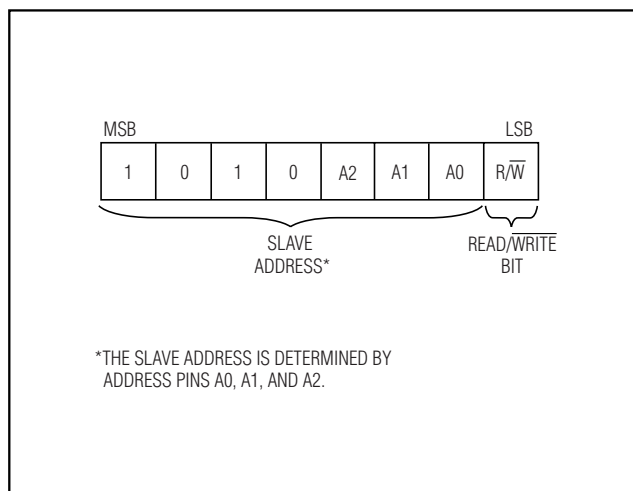 MSB LSB
1 0 1 0 A2 A1 A0 R/W̅
SLAVE
ADDRESS*
READ/W̅R̅I̅T̅E̅
BIT
*THE SLAVE ADDRESS IS DETERMINED BY
ADDRESS PINS A0, A1, AND A2.